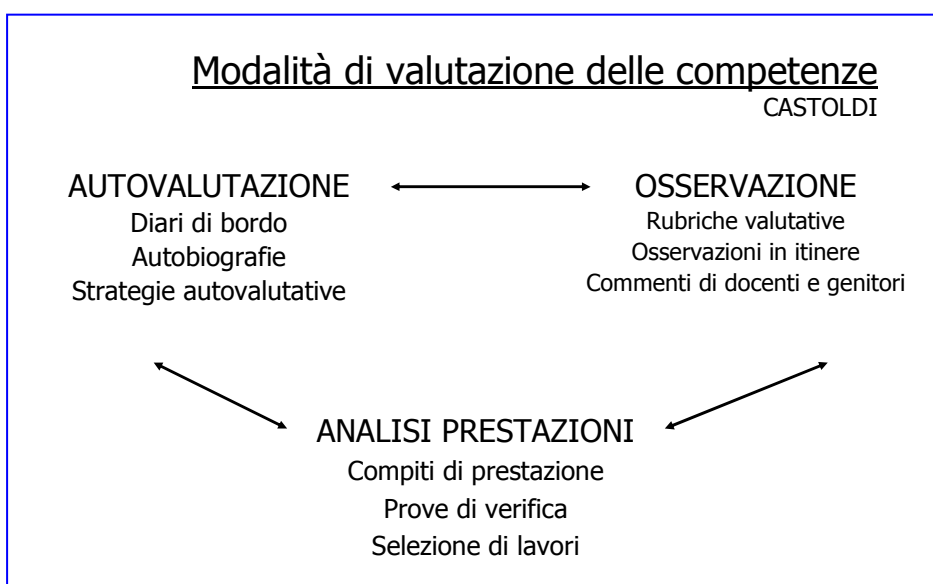 Modalità di valutazione delle competenze
CASTOLDI
AUTOVALUTAZIONE
Diari di bordo
Autobiografie
Strategie autovalutative
OSSERVAZIONE
Rubriche valutative
Osservazioni in itinere
Commenti di docenti e genitori
ANALISI PRESTAZIONI
Compiti di prestazione
Prove di verifica
Selezione di lavori